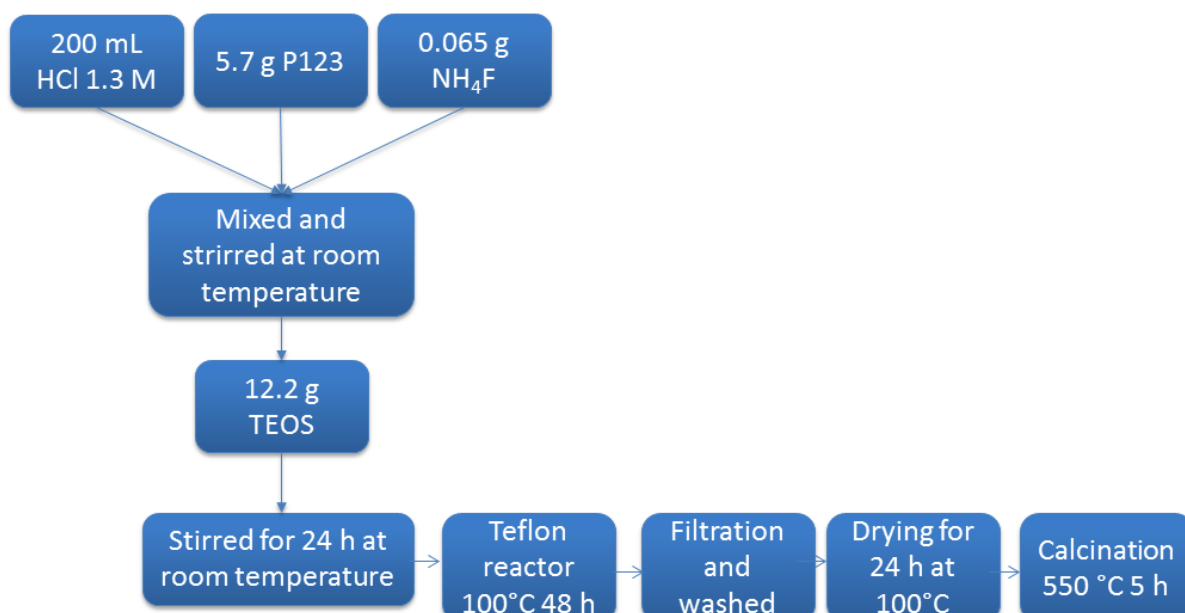 200 mL
HCl 1.3 M
5.7 g P123
0.065 g
NH₄F
Mixed and
strirred at room
temperature
12.2 g
TEOS
Stirred for 24 h at
room temperature
Teflon
reactor
100°C 48 h
Filtration
and
washed
Drying for
24 h at
100°C
Calcination
550 °C 5 h